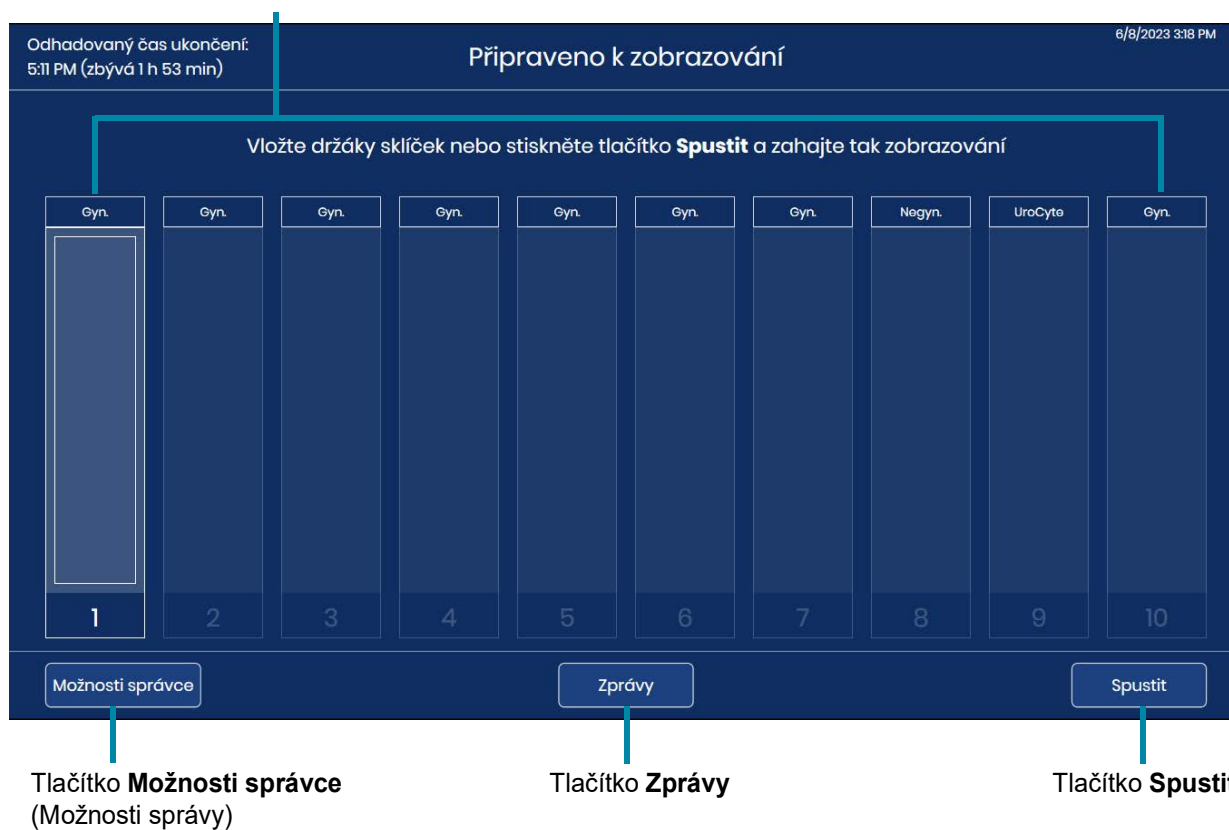 Odhadovaný čas ukončení:
5:11 PM (zbývá 1 h 53 min)
Připraveno k zobrazování
6/8/2023 3:18 PM
Vložte držáky sklíček nebo stiskněte tlačítko Spustit a zahajte tak zobrazování
Gyn. Gyn. Gyn. Gyn. Gyn. Gyn. Gyn. Negyn. UroCyte Gyn.
1 2 3 4 5 6 7 8 9 10
Možnosti správce Zprávy Spustit
Tlačítko Možnosti správce Tlačítko Zprávy Tlačítko Spustit
(Možnosti správy)